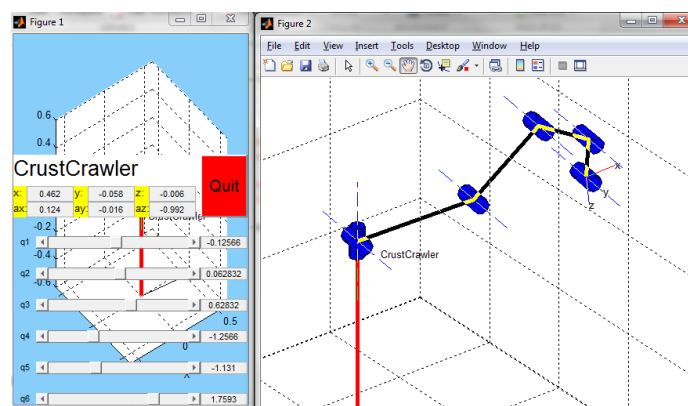 Figure 1
0.6
0.4
CrustCrawler
Quit
x: 0.462 y: -0.058 z: -0.006
ax: 0.124 ay: -0.016 az: -0.992
-0.2
q1 -0.12566
-0.4
q2 0.062832
-0.6
q3 0.62832
0.5
q4 -1.2566
0
q5 -1.131
q6 1.7593
Figure 2
File Edit View Insert Tools Desktop Window Help
x
y
z
CrustCrawler